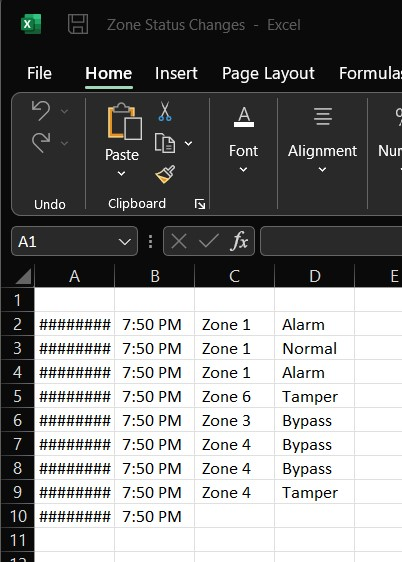 Zone Status Changes - Excel
File Home Insert Page Layout Formulas
Paste Font Alignment
Undo Clipboard
A1 fx
A B C D E
1
2 ######## 7:50 PM Zone 1 Alarm
3 ######## 7:50 PM Zone 1 Normal
4 ######## 7:50 PM Zone 1 Alarm
5 ######## 7:50 PM Zone 6 Tamper
6 ######## 7:50 PM Zone 3 Bypass
7 ######## 7:50 PM Zone 4 Bypass
8 ######## 7:50 PM Zone 4 Bypass
9 ######## 7:50 PM Zone 4 Tamper
10 ######## 7:50 PM
11